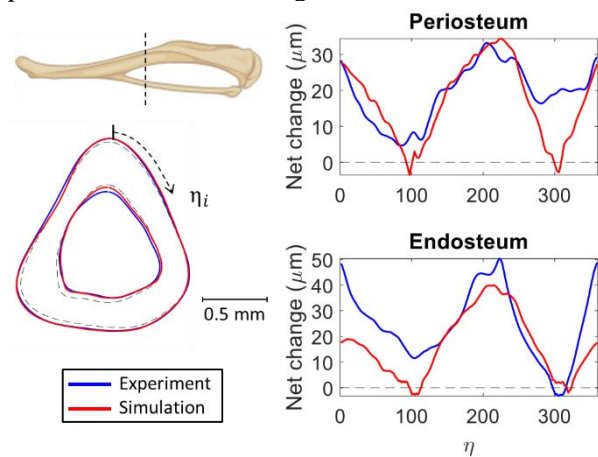 Periosteum
Net change (μm)
30
20
10
0
0
100
200
300
ηi
0.5 mm
Experiment
Simulation
Endosteum
Net change (μm)
50
40
30
20
10
0
0
100
200
300
η